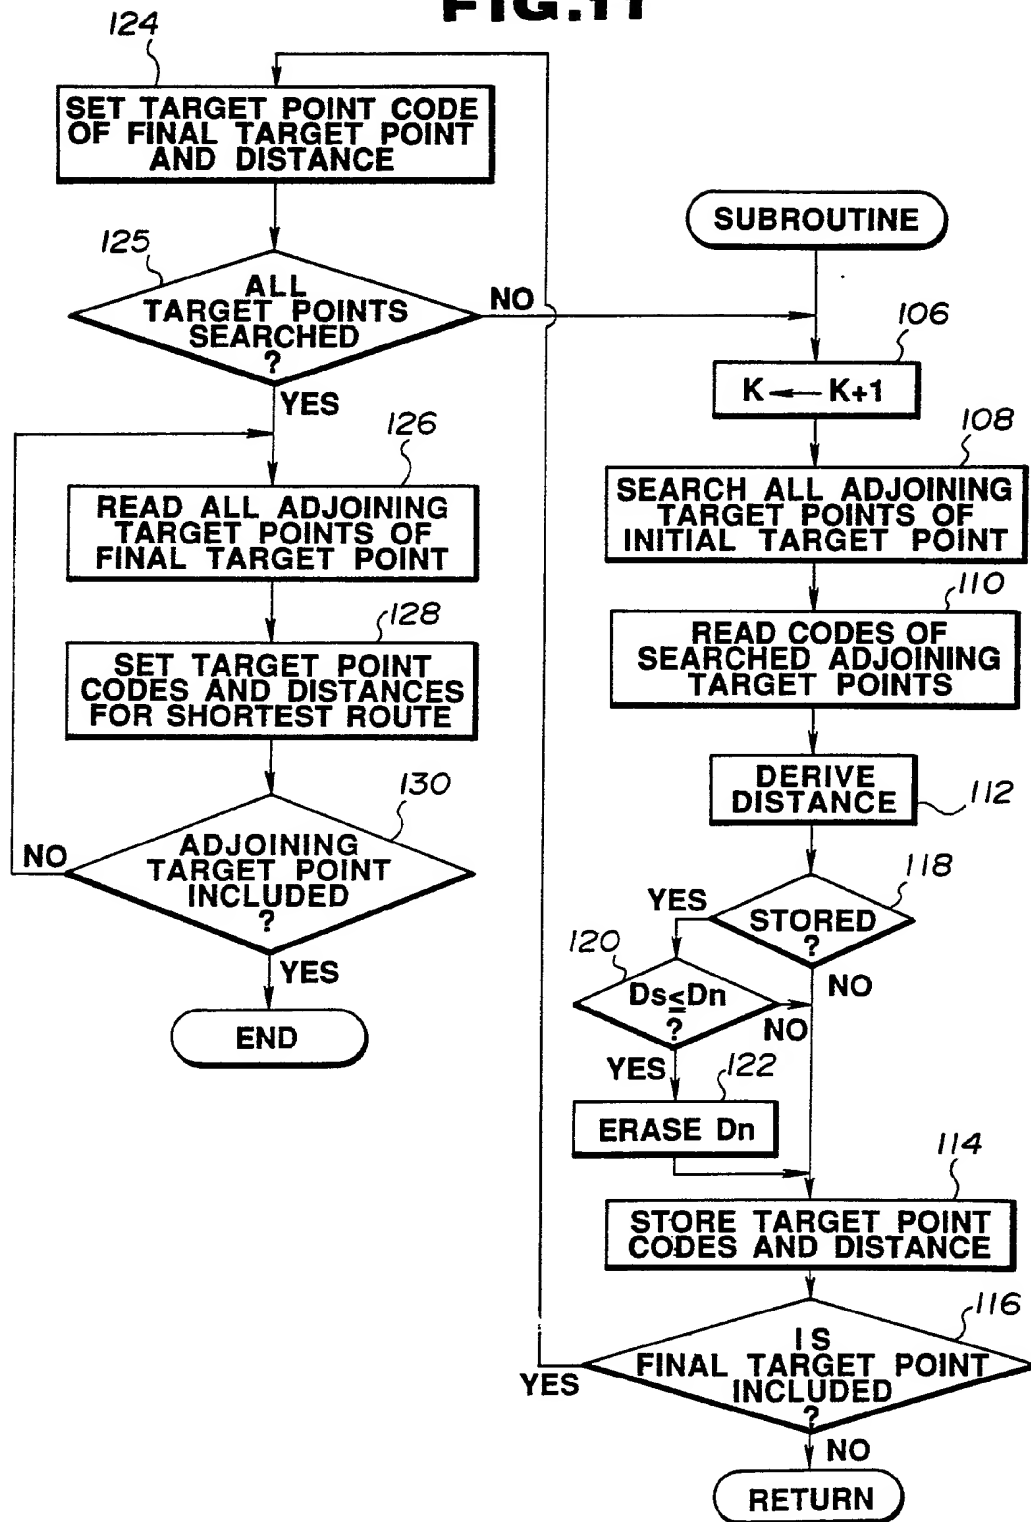 FIG.11
124
SET TARGET POINT CODE
OF FINAL TARGET POINT
AND DISTANCE
125
ALL
TARGET POINTS
SEARCHED
?
NO
YES
126
READ ALL ADJOINING
TARGET POINTS OF
FINAL TARGET POINT
128
SET TARGET POINT
CODES AND DISTANCES
FOR SHORTEST ROUTE
130
ADJOINING
TARGET POINT
INCLUDED
?
NO
YES
END
SUBROUTINE
106
K ← K+1
108
SEARCH ALL ADJOINING
TARGET POINTS OF
INITIAL TARGET POINT
110
READ CODES OF
SEARCHED ADJOINING
TARGET POINTS
DERIVE
DISTANCE
112
118
YES
STORED
?
NO
120
Ds≤Dn
?
NO
YES
122
ERASE Dn
114
STORE TARGET POINT
CODES AND DISTANCE
116
IS
FINAL TARGET POINT
INCLUDED
?
YES
NO
RETURN